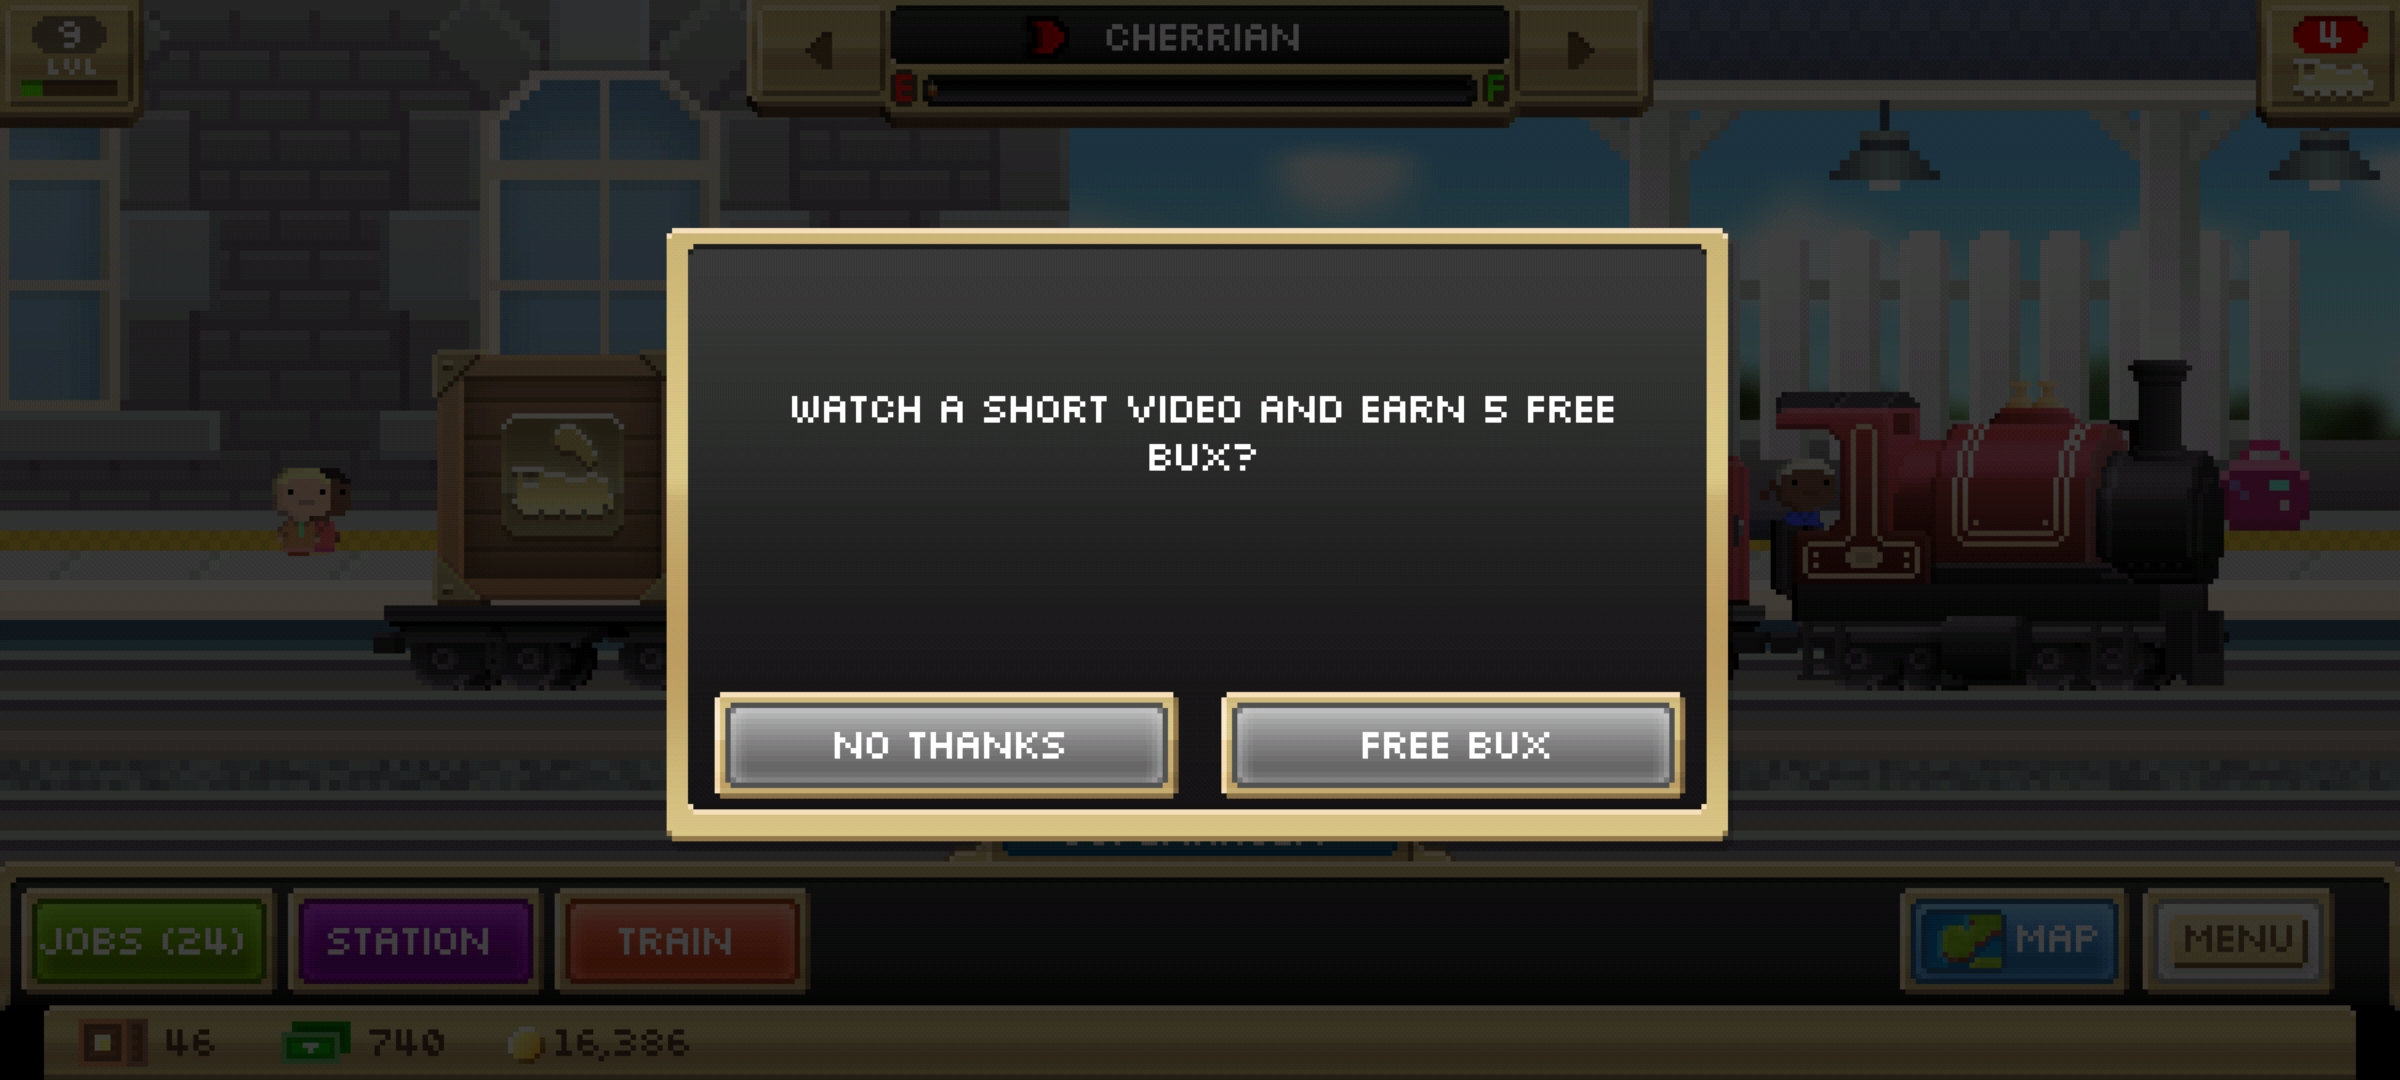 9
LVL
CHERRIAN
E
F
4
WATCH A SHORT VIDEO AND EARN 5 FREE
BUX?
NO THANKS
FREE BUX
JOBS (24)
STATION
TRAIN
MAP
MENU
46
740
16,386